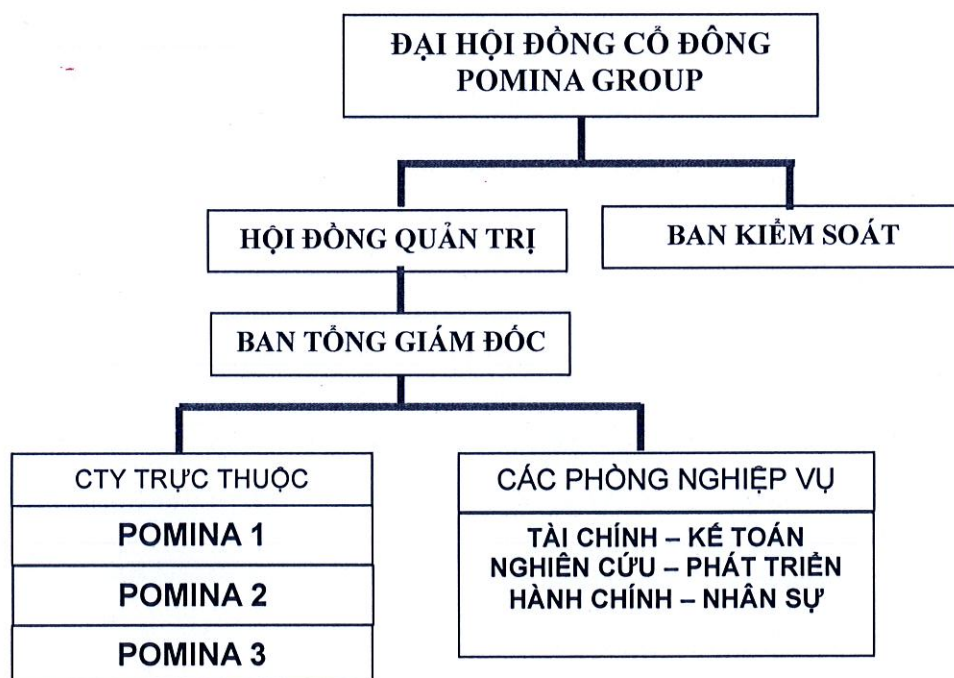 ĐẠI HỘI ĐỒNG CỔ ĐÔNG
POMINA GROUP
HỘI ĐỒNG QUẢN TRỊ
BAN KIỂM SOÁT
BAN TỔNG GIÁM ĐỐC
CTY TRỰC THUỘC
POMINA 1
POMINA 2
POMINA 3
CÁC PHÒNG NGHIỆP VỤ
TÀI CHÍNH – KẾ TOÁN
NGHIÊN CỨU – PHÁT TRIỂN
HÀNH CHÍNH – NHÂN SỰ